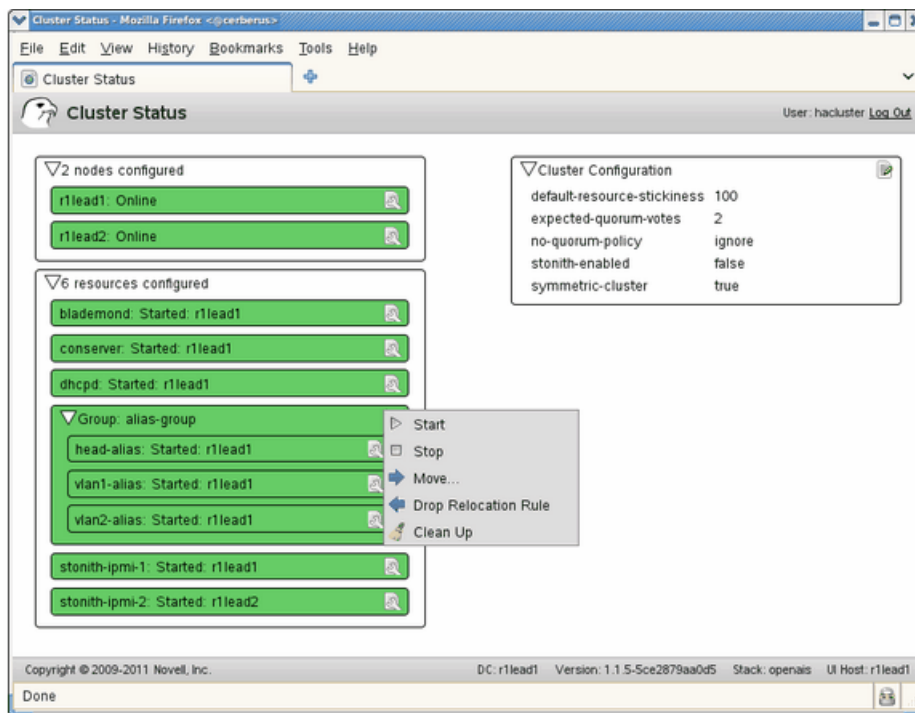 Cluster Status - Mozilla Firefox <@cerberus>
File Edit View History Bookmarks Tools Help
Cluster Status
Cluster Status
User: hacluster Log Out
2 nodes configured
r1lead1: Online
r1lead2: Online
6 resources configured
blademond: Started: r1lead1
conserver: Started: r1lead1
dhcpd: Started: r1lead1
Group: alias-group
head-alias: Started: r1lead1
vlan1-alias: Started: r1lead1
vlan2-alias: Started: r1lead1
stonith-ipmi-1: Started: r1lead1
stonith-ipmi-2: Started: r1lead2
Start
Stop
Move...
Drop Relocation Rule
Clean Up
Cluster Configuration
default-resource-stickiness 100
expected-quorum-votes 2
no-quorum-policy ignore
stonith-enabled false
symmetric-cluster true
Copyright © 2009-2011 Novell, Inc.
DC: r1lead1 Version: 1.1.5-5ce2879aa0d5 Stack: openais UI Host: r1lead1
Done